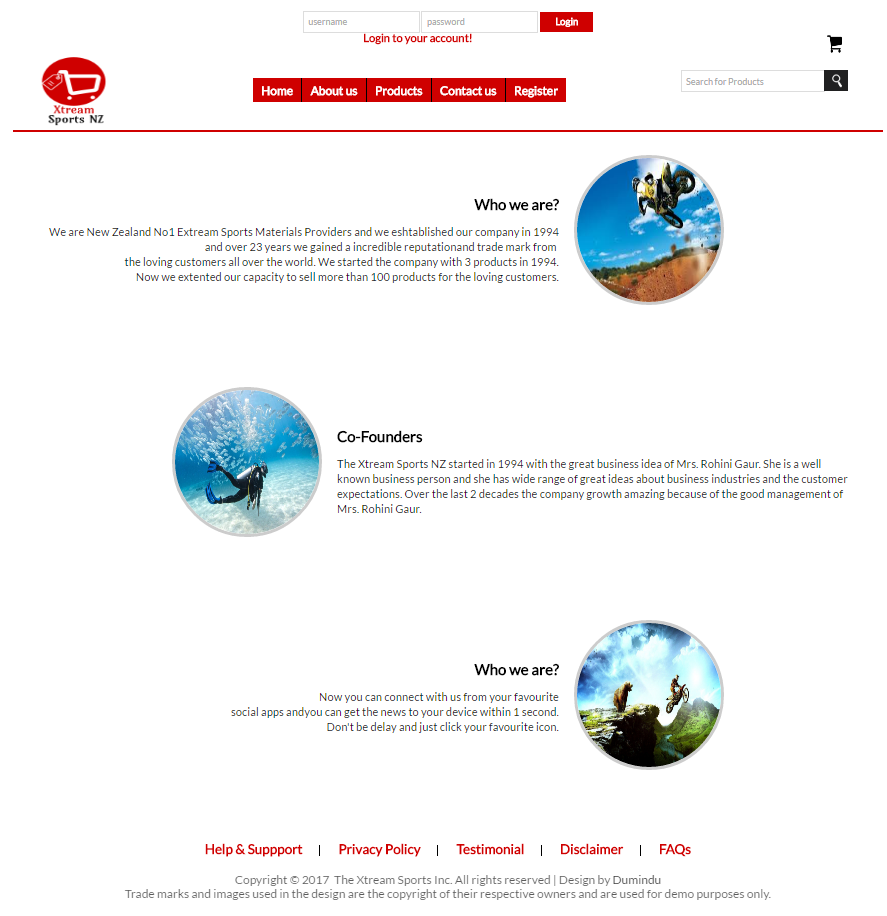 username
password
Login
Login to your account!
Xtream
Sports NZ
Home
About us
Products
Contact us
Register
Search for Products
Who we are?
We are New Zealand No1 Extream Sports Materials Providers and we eshtablished our company in 1994
and over 23 years we gained a incredible reputationand trade mark from
the loving customers all over the world. We started the company with 3 products in 1994.
Now we extented our capacity to sell more than 100 products for the loving customers.
Co-Founders
The Xtream Sports NZ started in 1994 with the great business idea of Mrs. Rohini Gaur. She is a well
known business person and she has wide range of great ideas about business industries and the customer
expectations. Over the last 2 decades the company growth amazing because of the good management of
Mrs. Rohini Gaur.
Who we are?
Now you can connect with us from your favourite
social apps andyou can get the news to your device within 1 second.
Don't be delay and just click your favourite icon.
Help & Suppport | Privacy Policy | Testimonial | Disclaimer | FAQs
Copyright © 2017 The Xtream Sports Inc. All rights reserved | Design by Dumindu
Trade marks and images used in the design are the copyright of their respective owners and are used for demo purposes only.